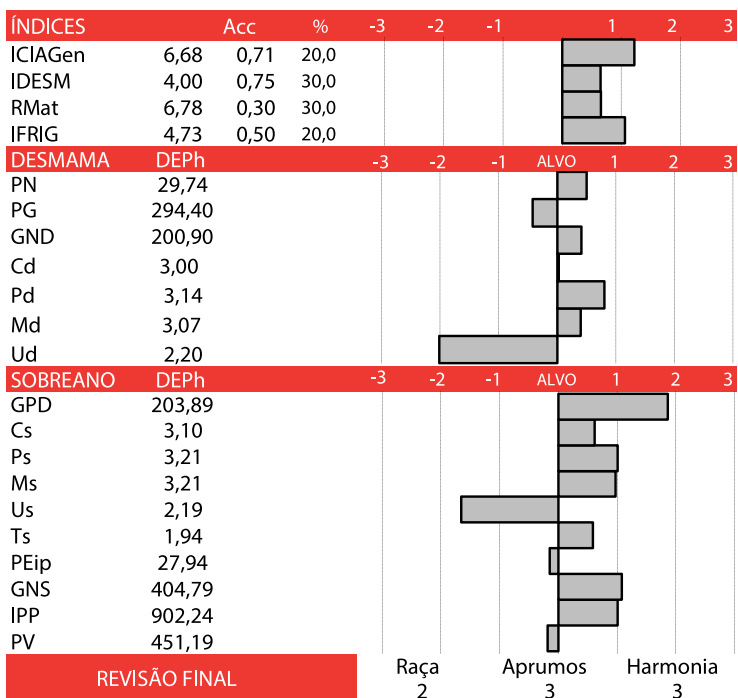 ÍNDICES Acc % -3 -2 -1 1 2 3
ICIAGen 6,68 0,71 20,0
IDESM 4,00 0,75 30,0
RMat 6,78 0,30 30,0
IFRIG 4,73 0,50 20,0
DESMAMA DEPh -3 -2 -1 ALVO 1 2 3
PN 29,74
PG 294,40
GND 200,90
Cd 3,00
Pd 3,14
Md 3,07
Ud 2,20
SOBREANO DEPh -3 -2 -1 ALVO 1 2 3
GPD 203,89
Cs 3,10
Ps 3,21
Ms 3,21
Us 2,19
Ts 1,94
PEip 27,94
GNS 404,79
IPP 902,24
PV 451,19
REVISÃO FINAL Raça Aprumos Harmonia
2 3 3